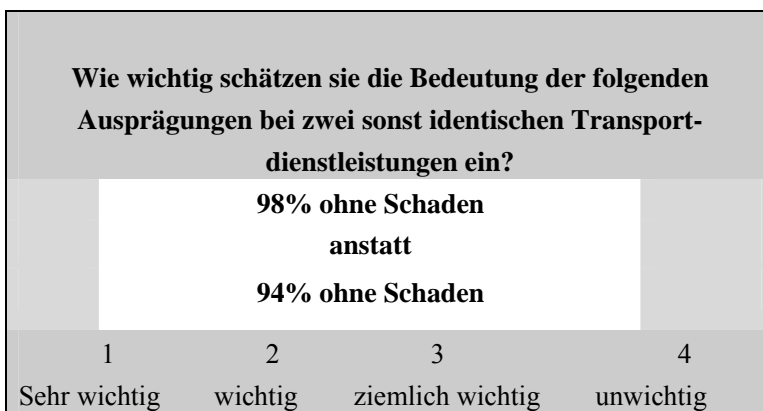 Wie wichtig schätzen sie die Bedeutung der folgenden
Ausprägungen bei zwei sonst identischen Transport-
dienstleistungen ein?
98% ohne Schaden
anstatt
94% ohne Schaden
1 2 3 4
Sehr wichtig wichtig ziemlich wichtig unwichtig